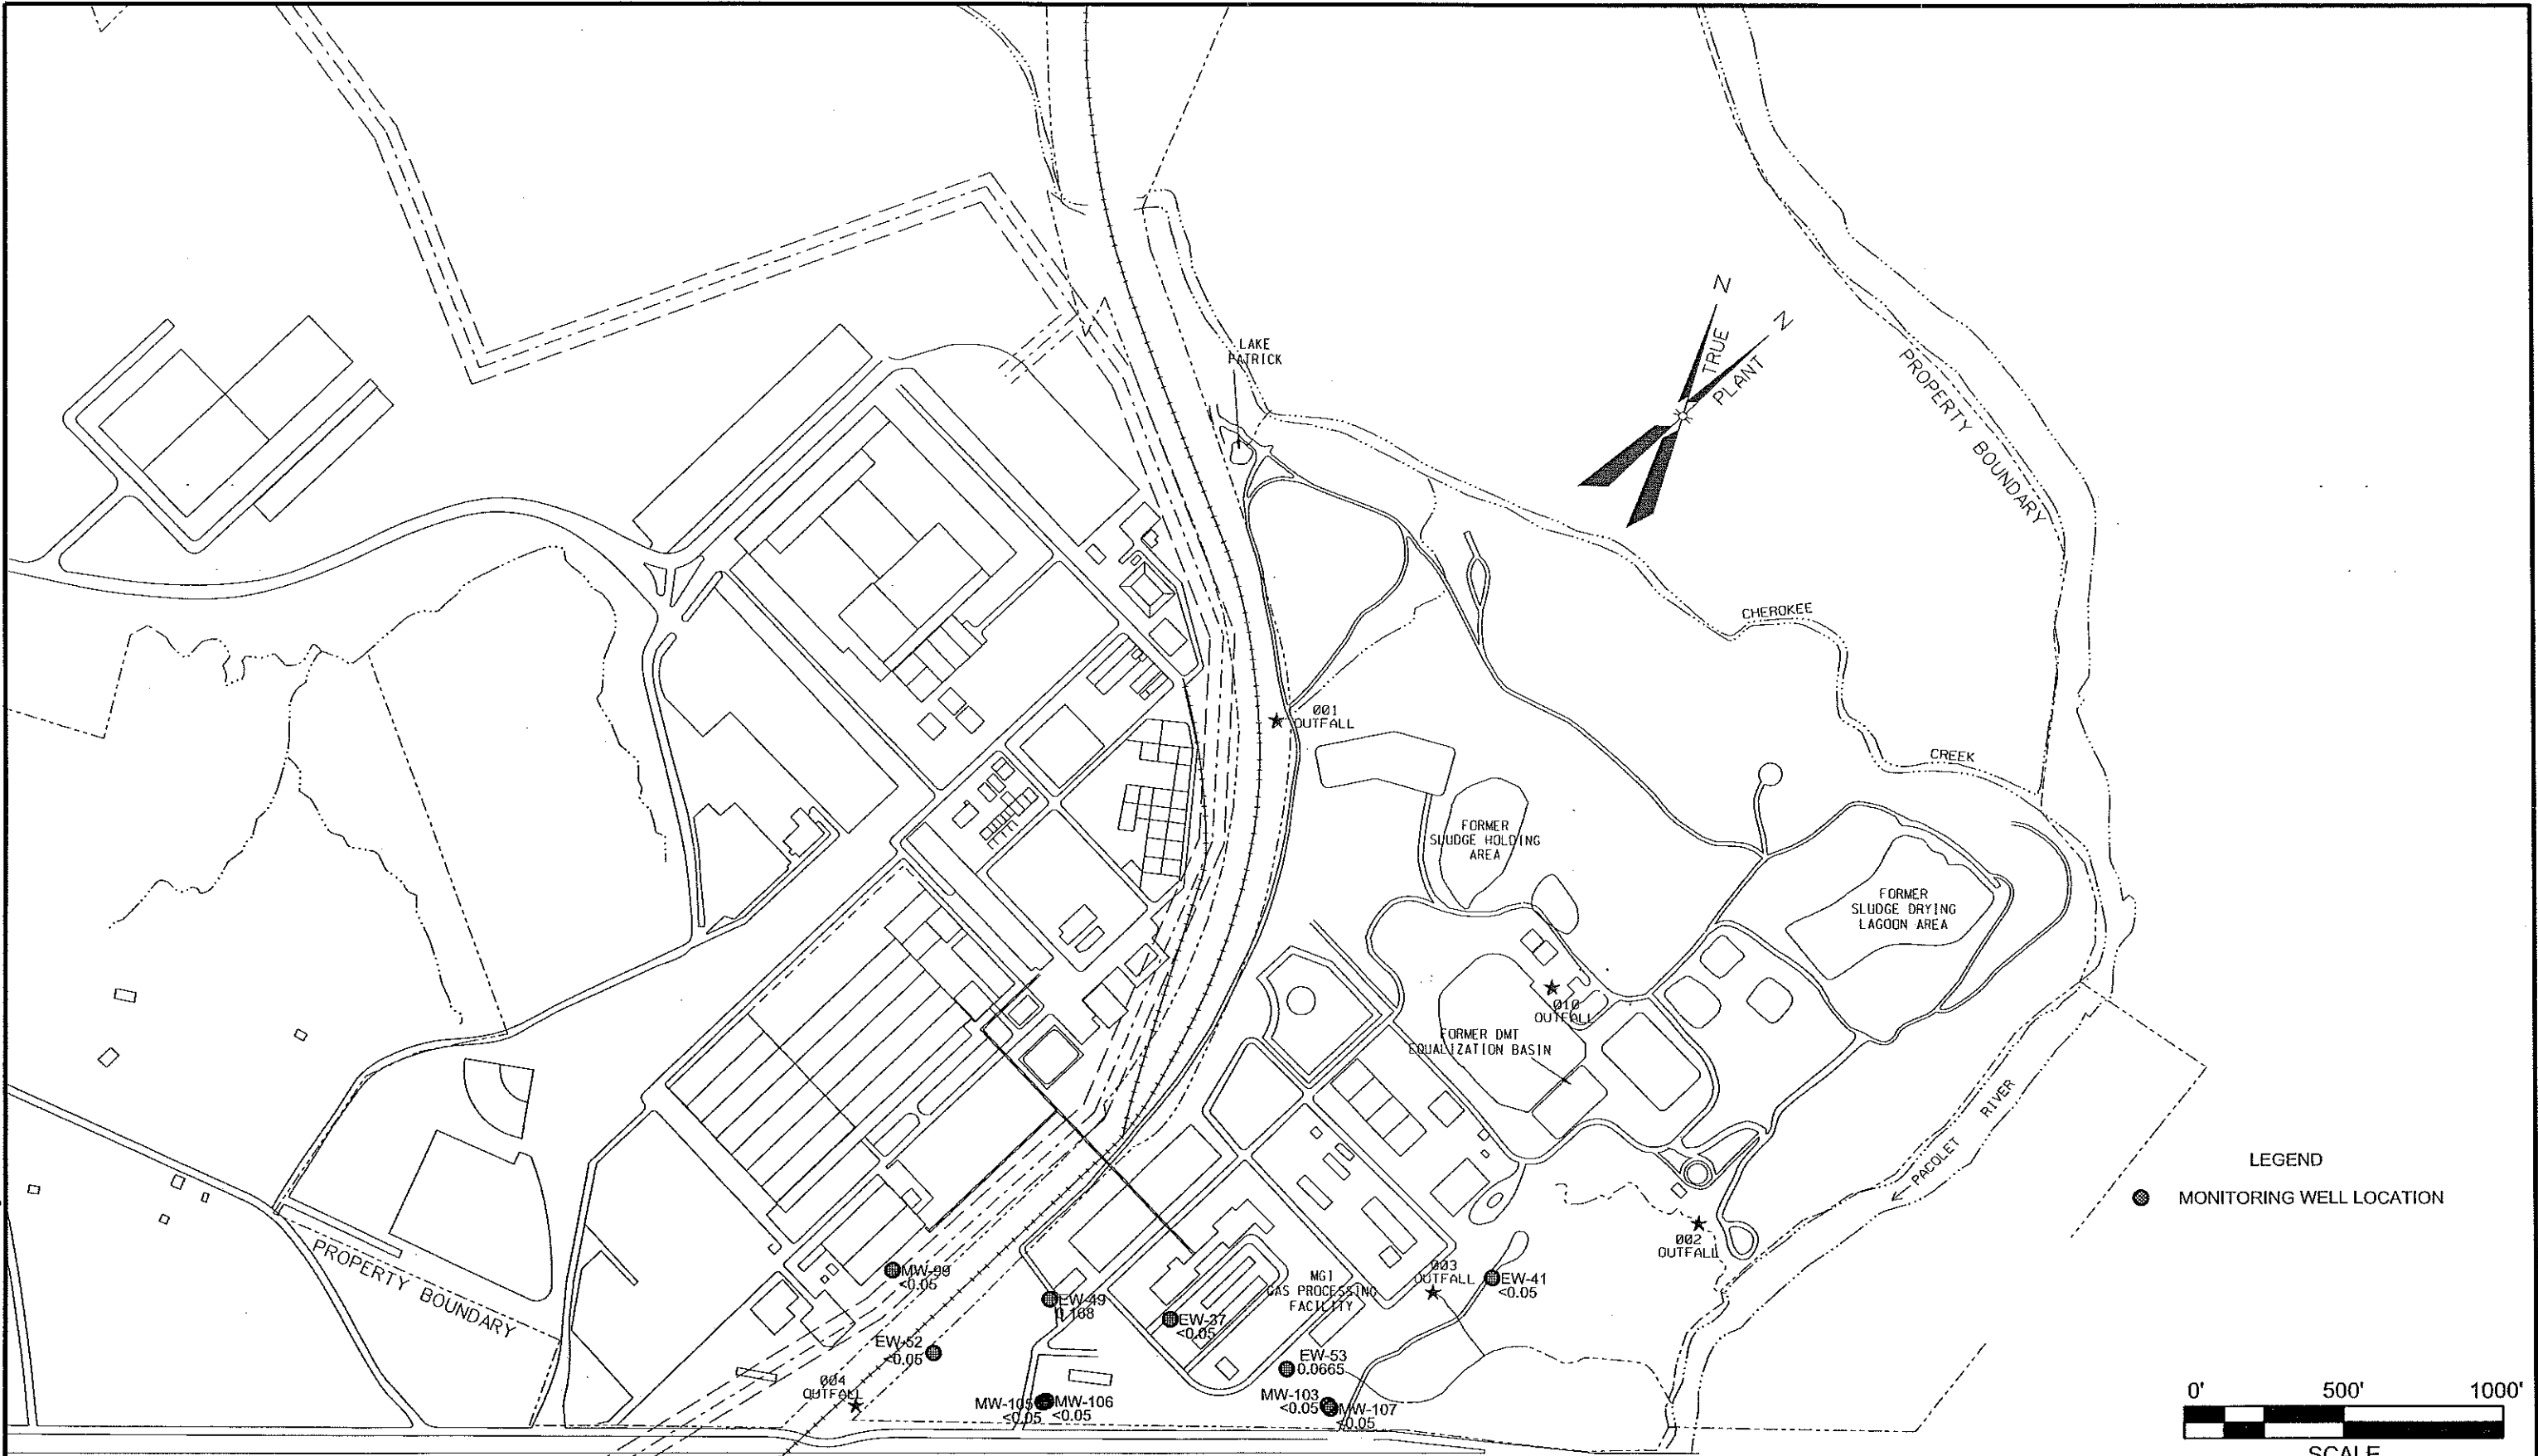 LAKE
PATRICK
Z
Z
TRUE
PLANT
PROPERTY BOUNDARY
CHEROKEE
CREEK
001
OUTFALL
FORMER
SLUDGE HOLDING
AREA
FORMER
SLUDGE DRYING
LAGOON AREA
010
OUTFALL
FORMER DMT
EQUALIZATION BASIN
PACOLET RIVER
LEGEND
MONITORING WELL LOCATION
002
OUTFALL
003
OUTFALL
EW-41
<0.05
MGI
GAS PROCESSING
FACILITY
PROPERTY BOUNDARY
MW-99
<0.05
EW-49
0.168
EW-37
<0.05
EW-52
<0.05
EW-53
0.0665
004
OUTFALL
MW-105
<0.05
MW-106
<0.05
MW-103
<0.05
MW-107
<0.05
0' 500' 1000'
SCALE